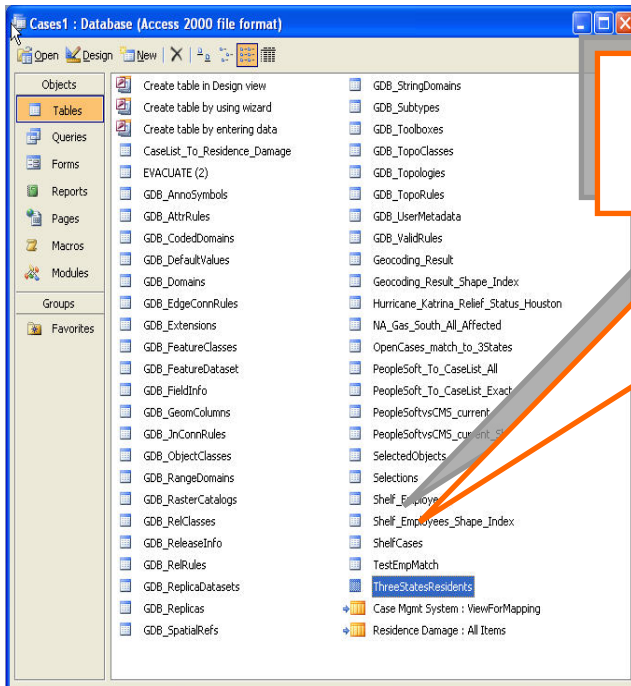 Cases1 : Database (Access 2000 file format)
Open Design New
Objects
Tables
Queries
Forms
Reports
Pages
Macros
Modules
Groups
Favorites
Create table in Design view
Create table by using wizard
Create table by entering data
CaseList_To_Residence_Damage
EVACUATE (2)
GDB_AnnoSymbols
GDB_AttrRules
GDB_CodedDomains
GDB_DefaultValues
GDB_Domains
GDB_EdgeConnRules
GDB_Extensions
GDB_FeatureClasses
GDB_FeatureDataset
GDB_FieldInfo
GDB_GeomColumns
GDB_JnConnRules
GDB_ObjectClasses
GDB_RangeDomains
GDB_RasterCatalogs
GDB_RelClasses
GDB_ReleaseInfo
GDB_RelRules
GDB_ReplicaDatasets
GDB_Replicas
GDB_SpatialRefs
GDB_StringDomains
GDB_Subtypes
GDB_Toolboxes
GDB_TopoClasses
GDB_Topologies
GDB_TopoRules
GDB_UserMetadata
GDB_ValidRules
Geocoding_Result
Geocoding_Result_Shape_Index
Hurricane_Katrina_Relief_Status_Houston
NA_Gas_South_All_Affected
OpenCases_match_to_3States
PeopleSoft_To_CaseList_All
PeopleSoft_To_CaseList_Exact
PeopleSoftvsCMS_current
PeopleSoftvsCMS_current_S
SelectedObjects
Selections
Shelf_Employe
Shelf_Employees_Shape_Index
ShelfCases
TestEmpMatch
ThreeStatesResidents
Case Mgmt System : ViewForMapping
Residence Damage : All Items